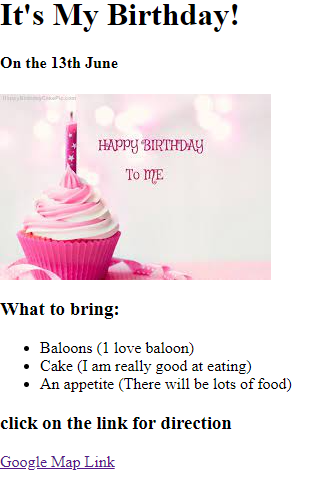 It's My Birthday!
On the 13th June
HappyBirthdayCakePic.com
HAPPY BIRTHDAY
To ME
What to bring:
Baloons (1 love baloon)
Cake (I am really good at eating)
An appetite (There will be lots of food)
click on the link for direction
Google Map Link